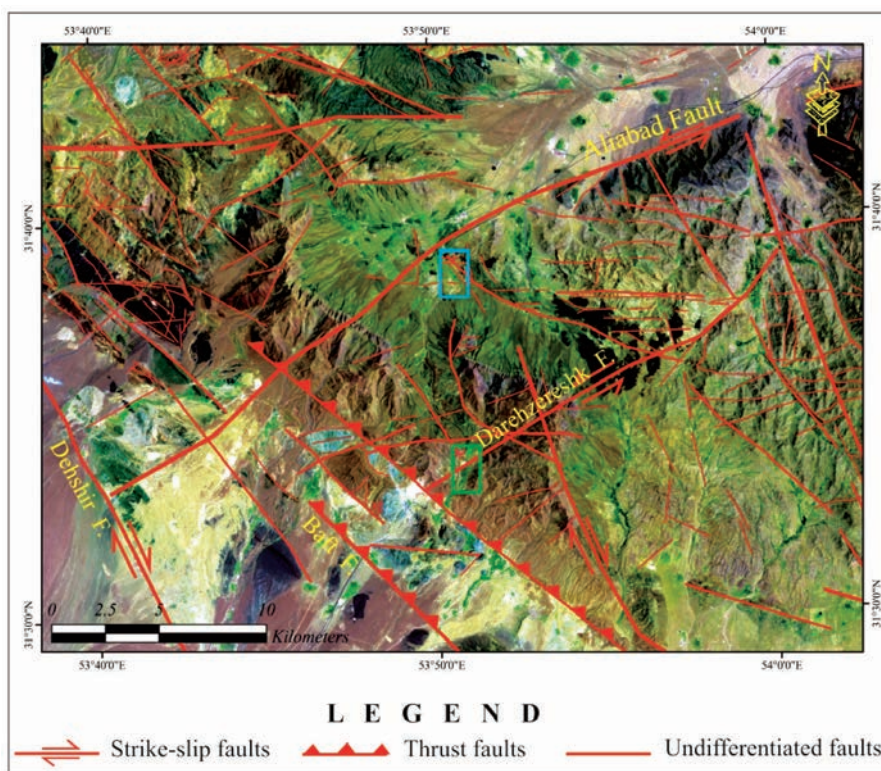 53°40'0"E 53°50'0"E 54°0'0"E
N
Aliabad Fault
31°40'0"N 31°40'0"N
Darehzereshk F.
Dehshir F.
Baft F.
0 2.5 5 10
Kilometers
31°30'0"N 31°30'0"N
53°40'0"E 53°50'0"E 54°0'0"E
LEGEND
Strike-slip faults Thrust faults Undifferentiated faults